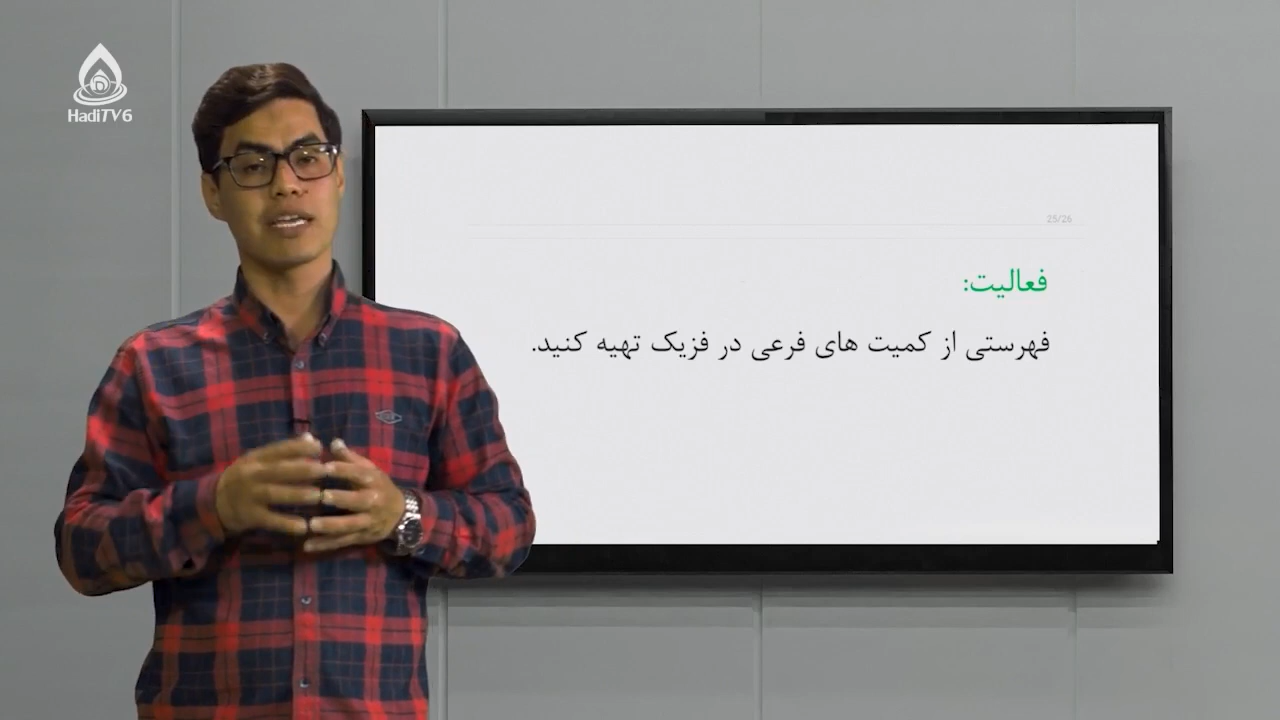 HadiTV6
25/26
فعالیت:
فهرستی از کمیت های فرعی در فزیک تهیه کنید.